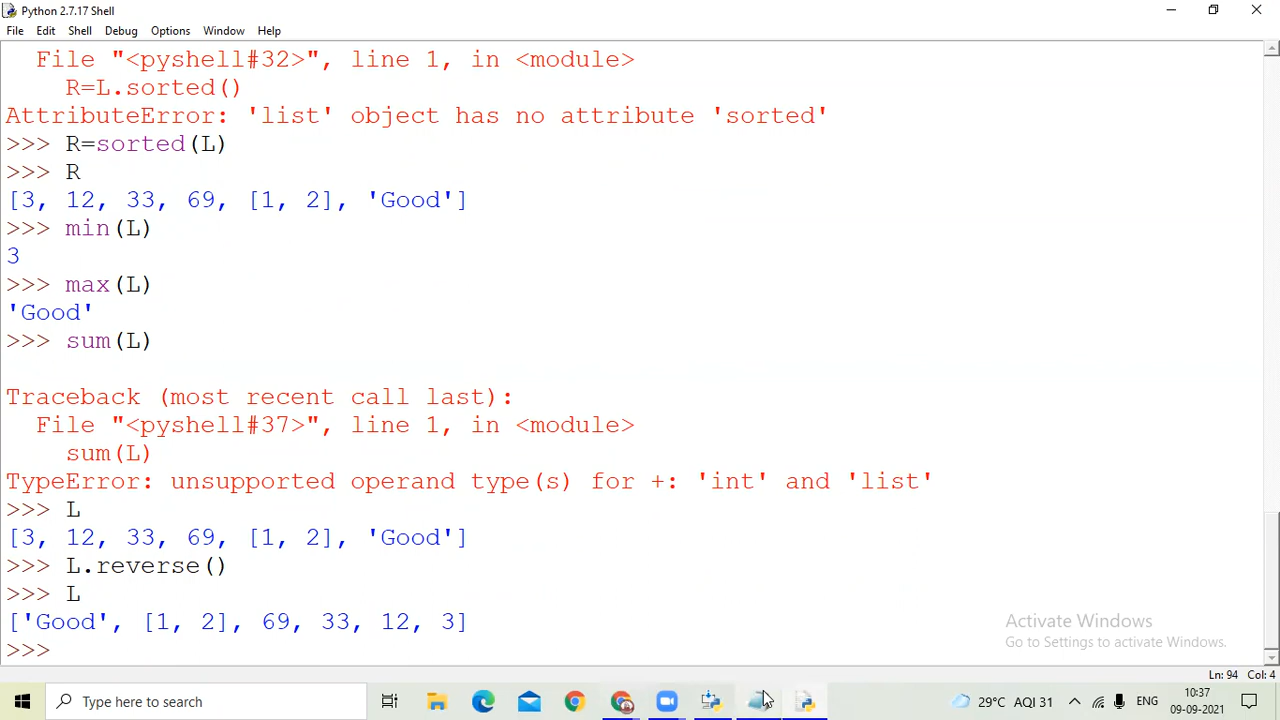 Python 2.7.17 Shell
File Edit Shell Debug Options Window Help
File "<pyshell#32>", line 1, in <module>
R=L.sorted()
AttributeError: 'list' object has no attribute 'sorted'
>>> R=sorted(L)
>>> R
[3, 12, 33, 69, [1, 2], 'Good']
>>> min(L)
3
>>> max(L)
'Good'
>>> sum(L)
Traceback (most recent call last):
File "<pyshell#37>", line 1, in <module>
sum(L)
TypeError: unsupported operand type(s) for +: 'int' and 'list'
>>> L
[3, 12, 33, 69, [1, 2], 'Good']
>>> L.reverse()
>>> L
['Good', [1, 2], 69, 33, 12, 3]
>>>
Activate Windows
Go to Settings to activate Windows.
Ln: 94 Col: 4
Type here to search
29°C AQI 31
ENG
10:37
09-09-2021